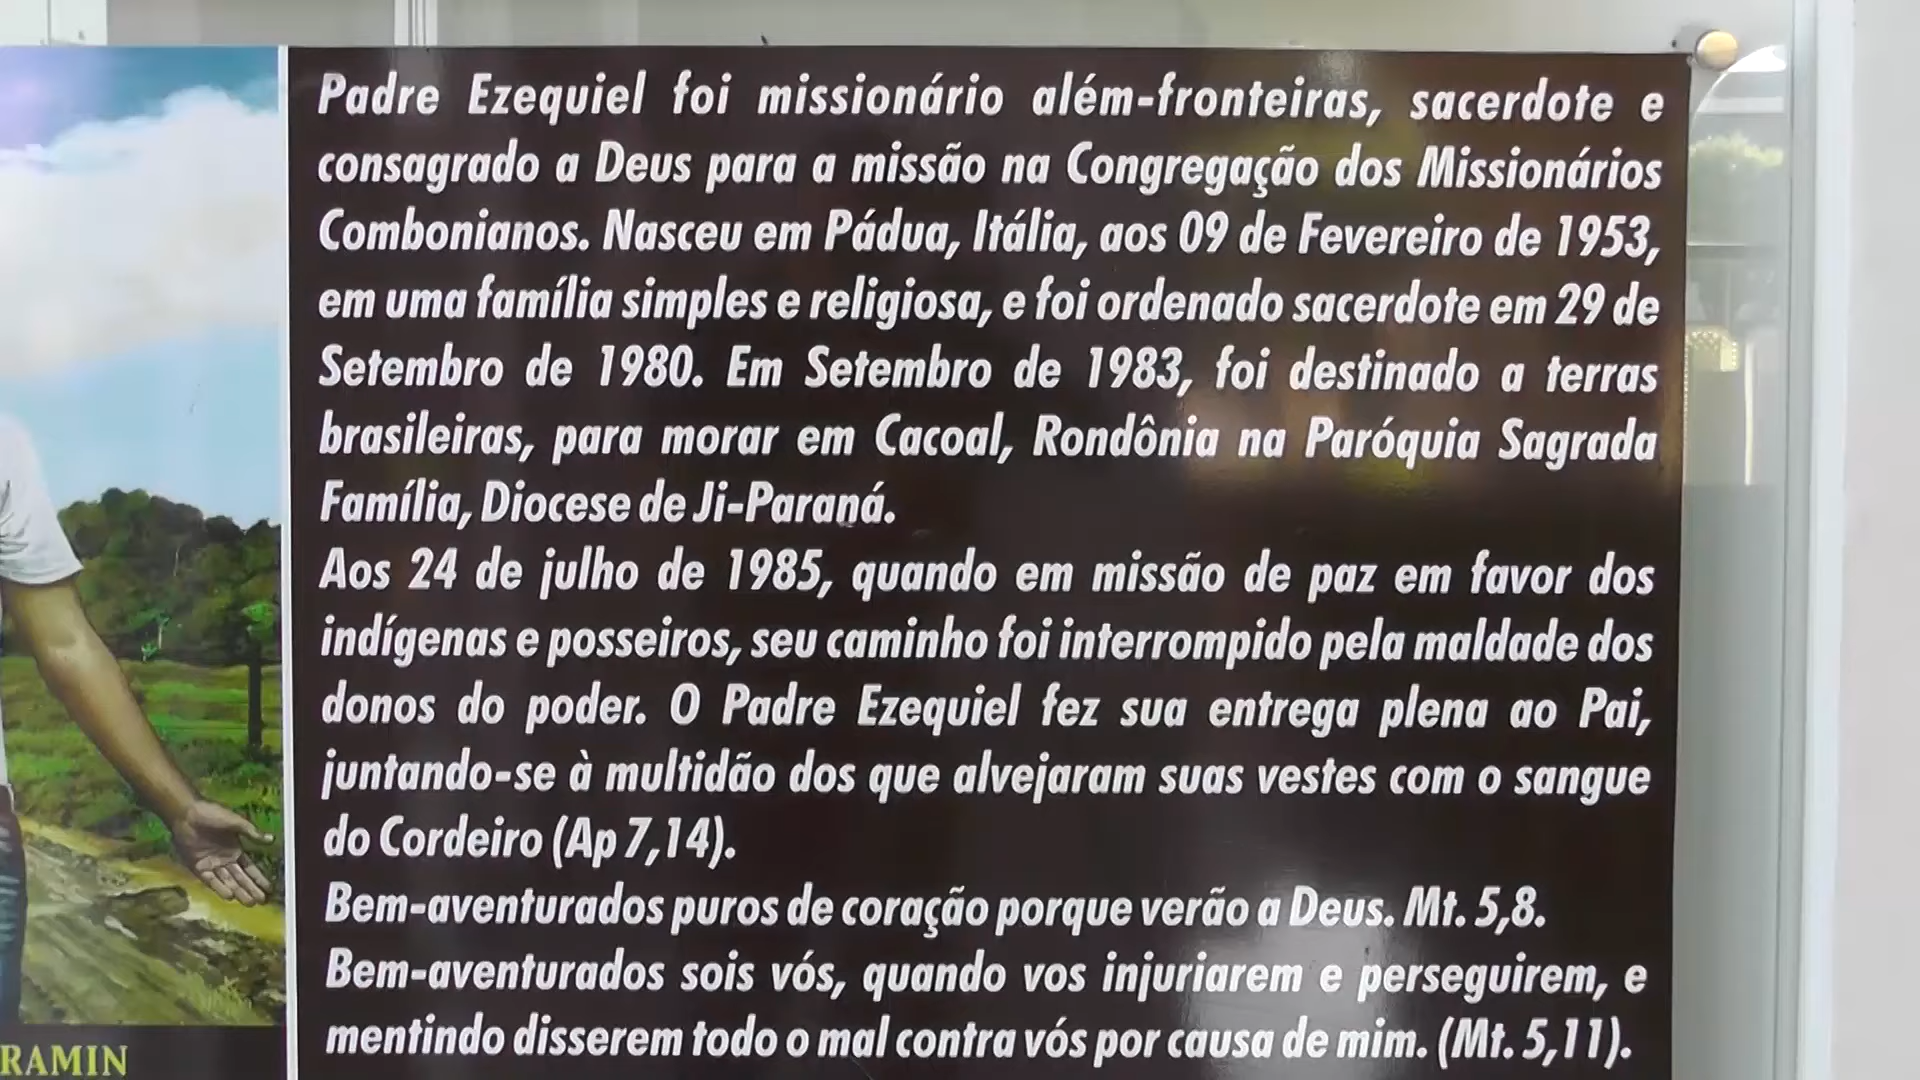 Padre Ezequiel foi missionário além-fronteiras, sacerdote e
consagrado a Deus para a missão na Congregação dos Missionários
Combonianos. Nasceu em Pádua, Itália, aos 09 de Fevereiro de 1953,
em uma família simples e religiosa, e foi ordenado sacerdote em 29 de
Setembro de 1980. Em Setembro de 1983, foi destinado a terras
brasileiras, para morar em Cacoal, Rondônia na Paróquia Sagrada
Família, Diocese de Ji-Paraná.
Aos 24 de julho de 1985, quando em missão de paz em favor dos
indígenas e posseiros, seu caminho foi interrompido pela maldade dos
donos do poder. O Padre Ezequiel fez sua entrega plena ao Pai,
juntando-se à multidão dos que alvejaram suas vestes com o sangue
do Cordeiro (Ap 7,14).
Bem-aventurados puros de coração porque verão a Deus. Mt. 5,8.
Bem-aventurados sois vós, quando vos injuriarem e perseguirem, e
mentindo disserem todo o mal contra vós por causa de mim. (Mt. 5,11).
RAMIN